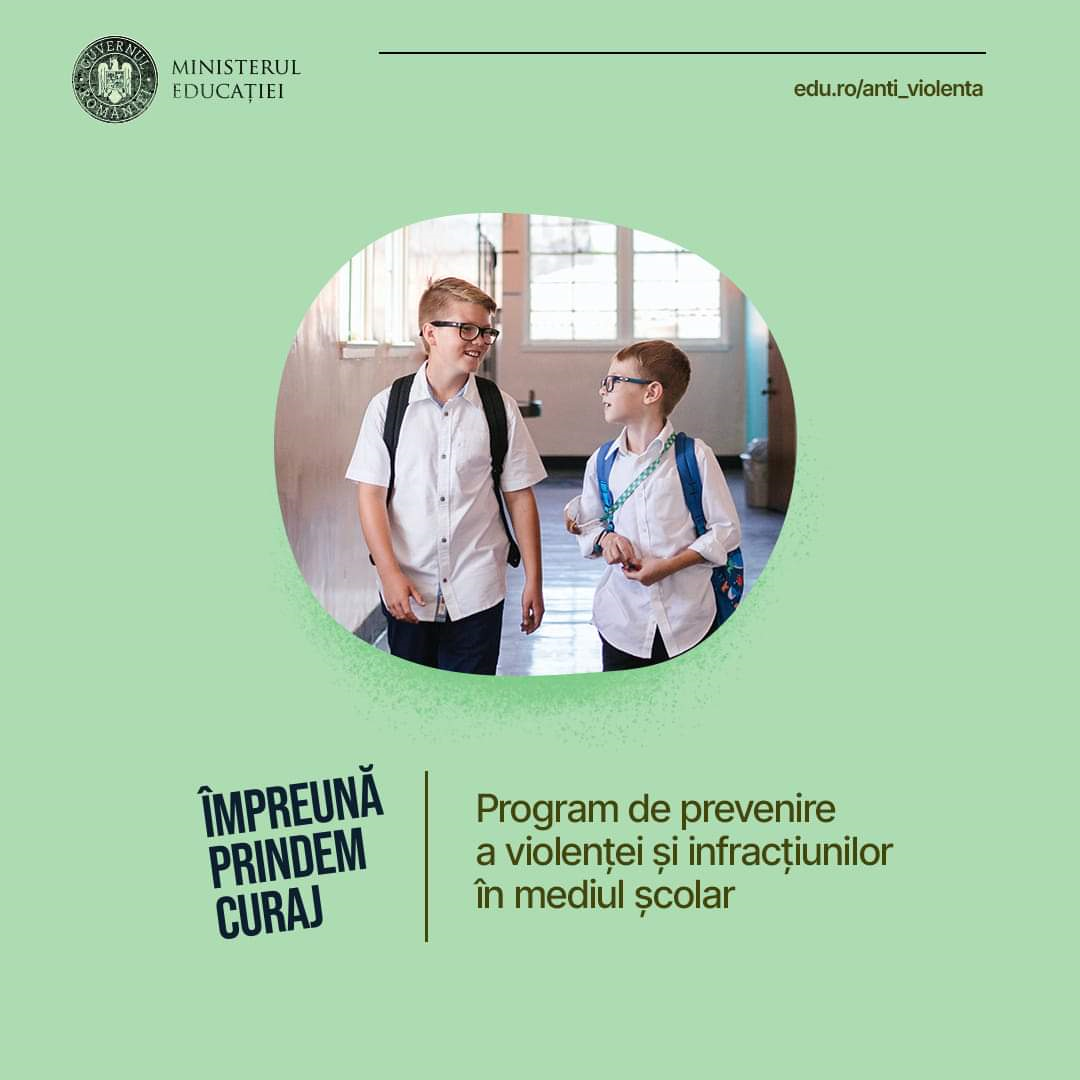 GUVERNUL
ROMÂNIEI
MINISTERUL
EDUCAȚIEI
edu.ro/anti_violenta
ÎMPREUNĂ
PRINDEM
CURAJ
Program de prevenire
a violenței și infracțiunilor
în mediul școlar